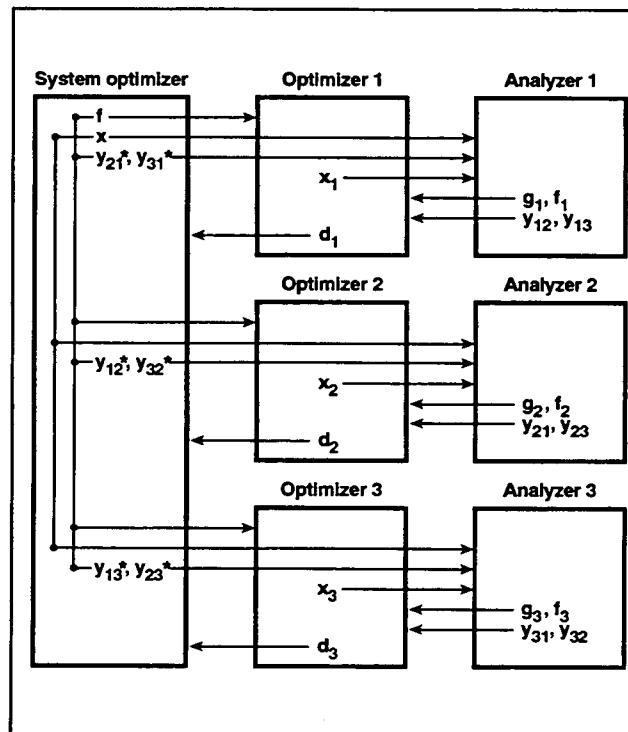 System optimizer
Optimizer 1
Analyzer 1
f
x
y21*, y31*
x1
g1, f1
y12, y13
d1
Optimizer 2
Analyzer 2
y12*, y32*
x2
g2, f2
y21, y23
d2
Optimizer 3
Analyzer 3
y13*, y23*
x3
g3, f3
y31, y32
d3